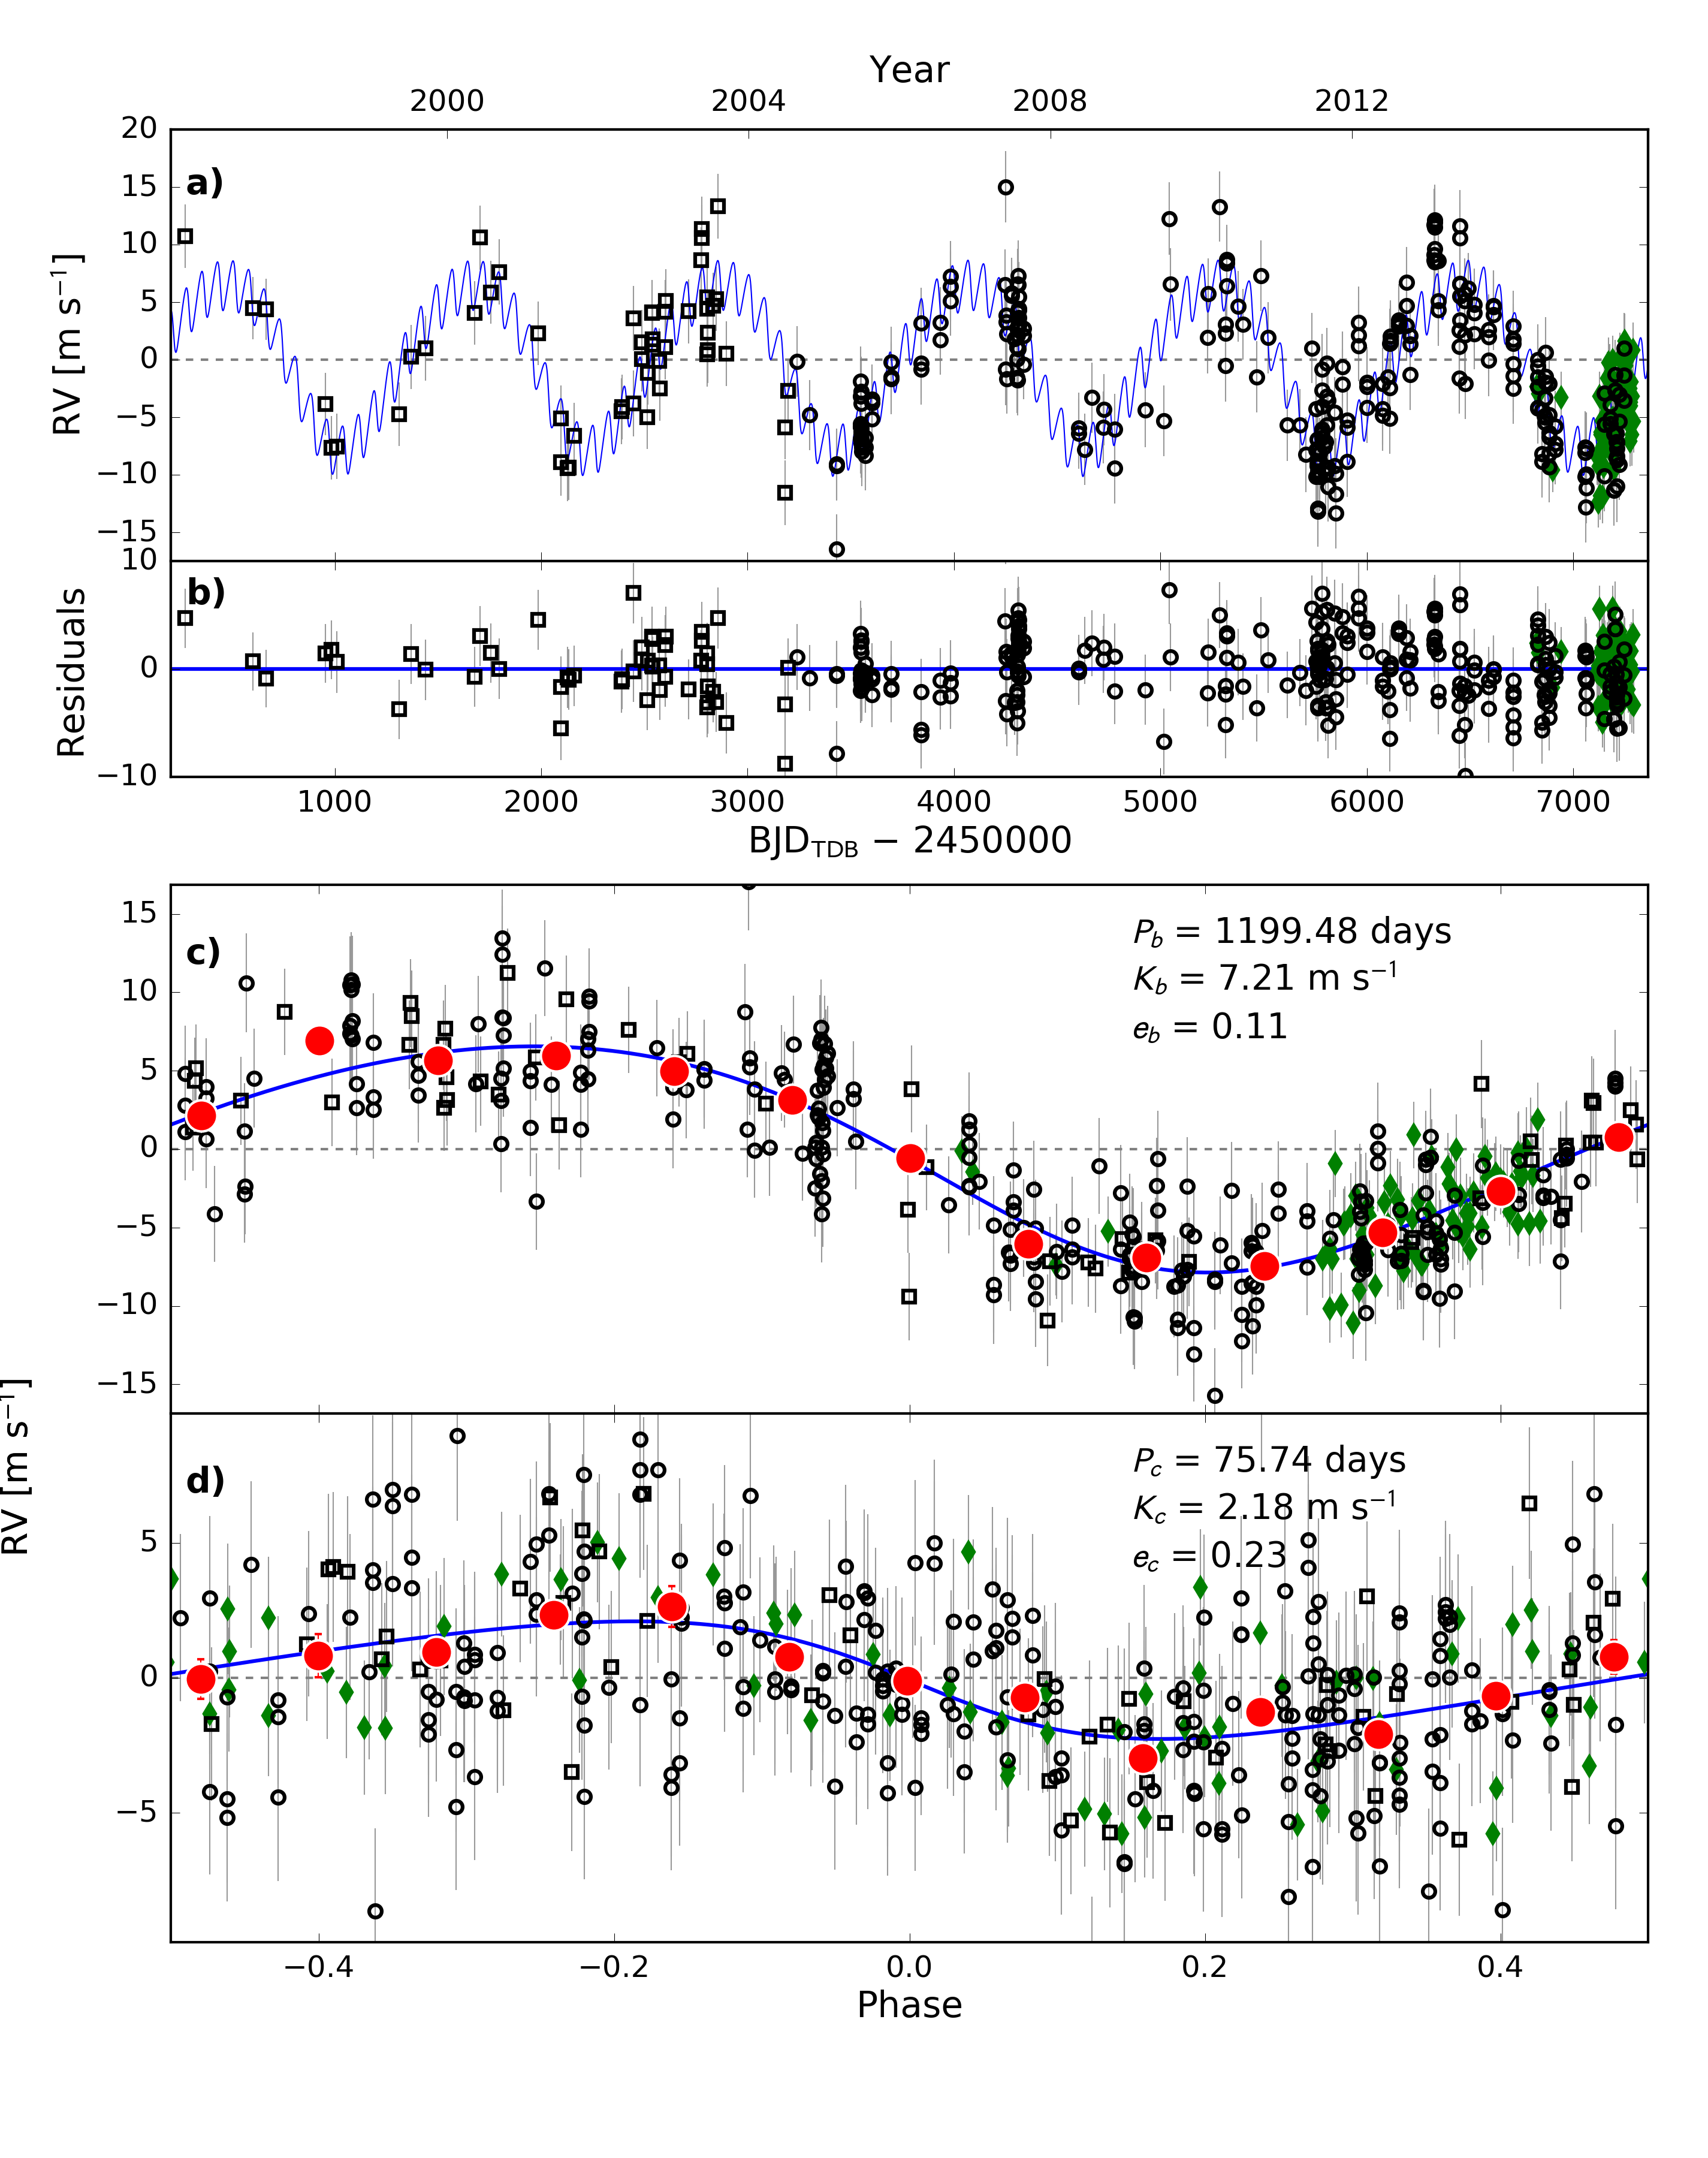 Year
2000 2004 2008 2012
20
a)
15
10
5
0
−5
−10
−15
RV [m s⁻¹]
10
b)
0
−10
Residuals
1000 2000 3000 4000 5000 6000 7000
BJD_TDB − 2450000
15
c)
10
5
0
−5
−10
−15
P_b = 1199.48 days
K_b = 7.21 m s⁻¹
e_b = 0.11
RV [m s⁻¹]
d)
5
0
−5
P_c = 75.74 days
K_c = 2.18 m s⁻¹
e_c = 0.23
−0.4 −0.2 0.0 0.2 0.4
Phase